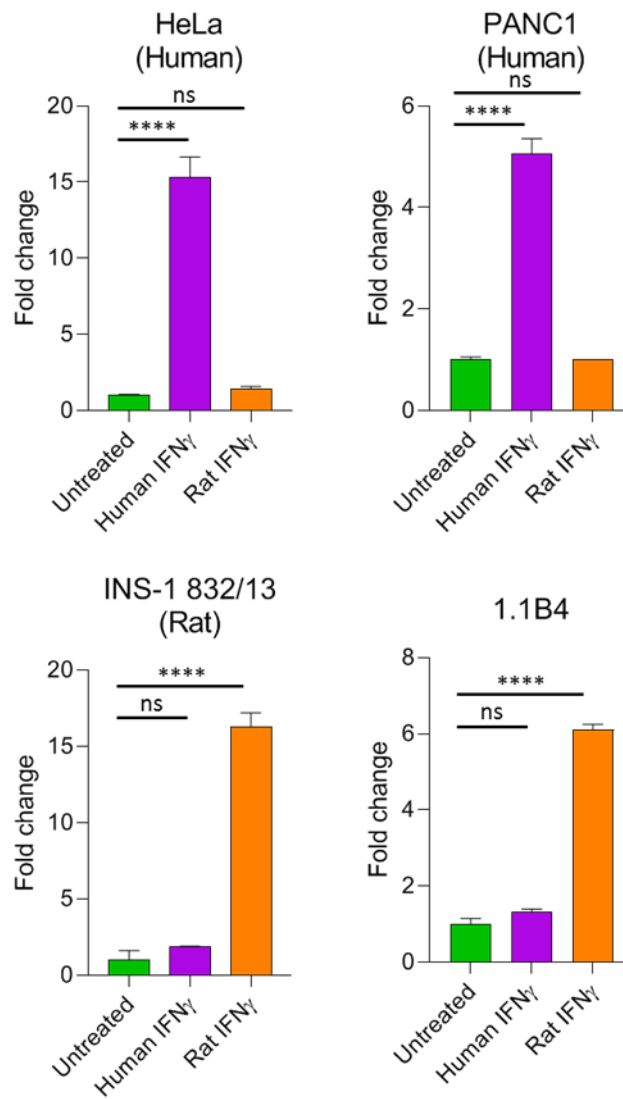 HeLa
(Human)
ns
****
20
15
10
5
0
Fold change
Untreated
Human IFNγ
Rat IFNγ
PANC1
(Human)
ns
****
6
4
2
0
Fold change
Untreated
Human IFNγ
Rat IFNγ
INS-1 832/13
(Rat)
****
ns
20
15
10
5
0
Fold change
Untreated
Human IFNγ
Rat IFNγ
1.1B4
****
ns
8
6
4
2
0
Fold change
Untreated
Human IFNγ
Rat IFNγ